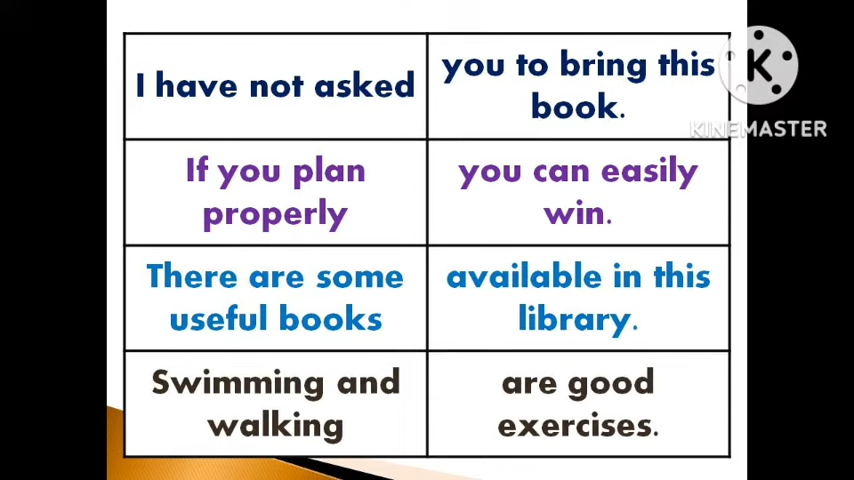 I have not asked
you to bring this
book.
If you plan
properly
you can easily
win.
There are some
useful books
available in this
library.
Swimming and
walking
are good
exercises.
K
KINEMASTER